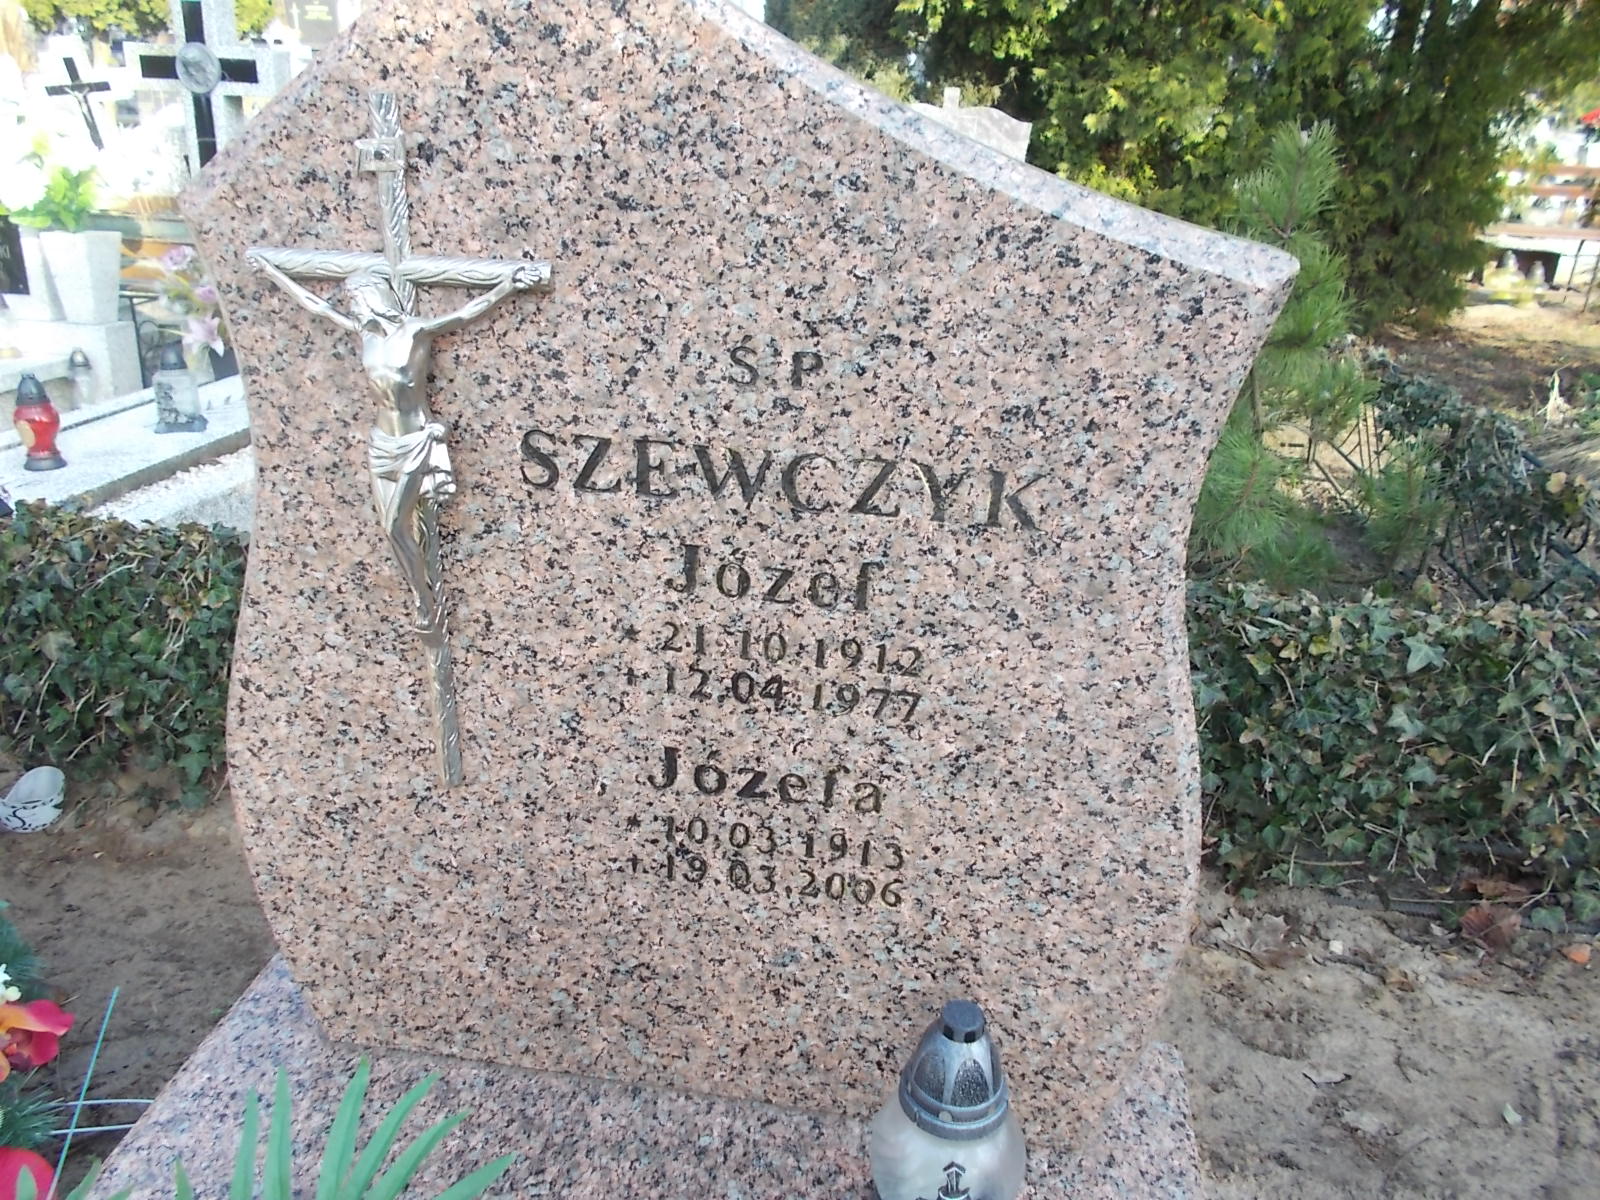 Ś.P.
SZEWCZYK
Józef
* 21.10.1912
+ 12.04.1977
Józefa
* 10.03.1913
+ 19.03.2006